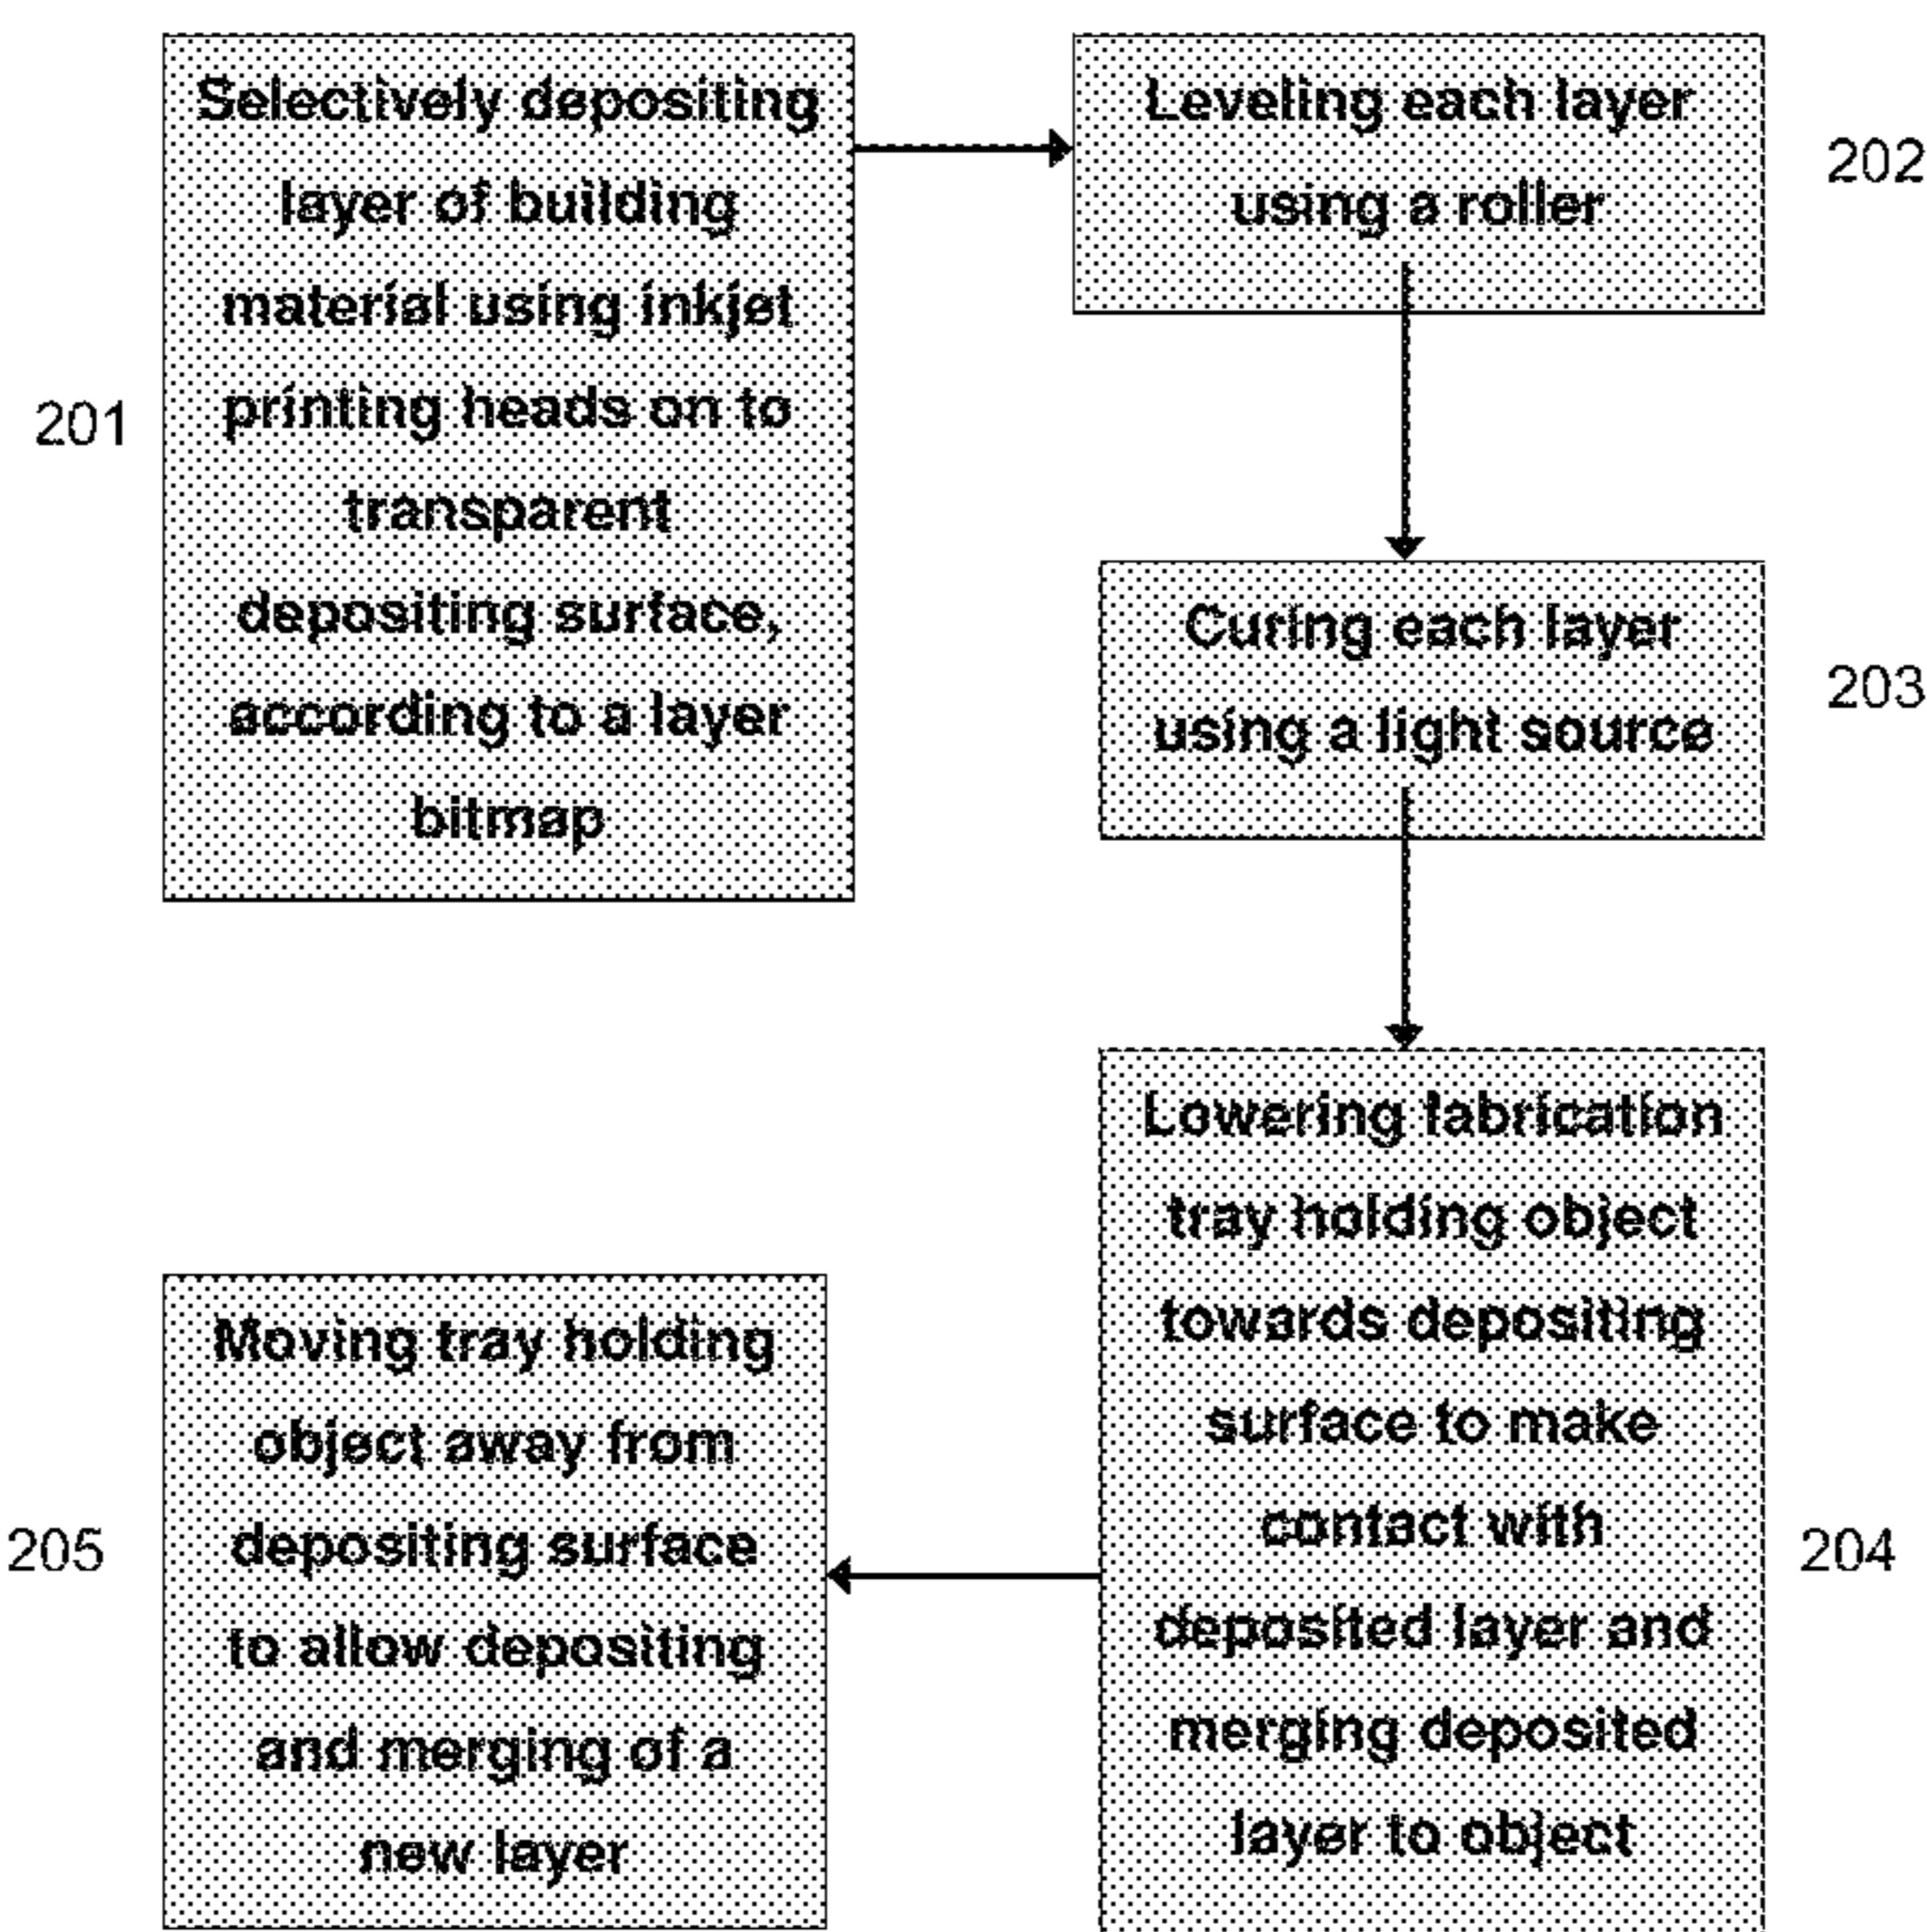 Selectively depositing
layer of building
material using inkjet
printing heads on to
transparent
depositing surface,
according to a layer
bitmap
201
Leveling each layer
using a roller
202
Curing each layer
using a light source
203
Lowering fabrication
tray holding object
towards depositing
surface to make
contact with
deposited layer and
merging deposited
layer to object
204
Moving tray holding
object away from
depositing surface
to allow depositing
and merging of a
new layer
205